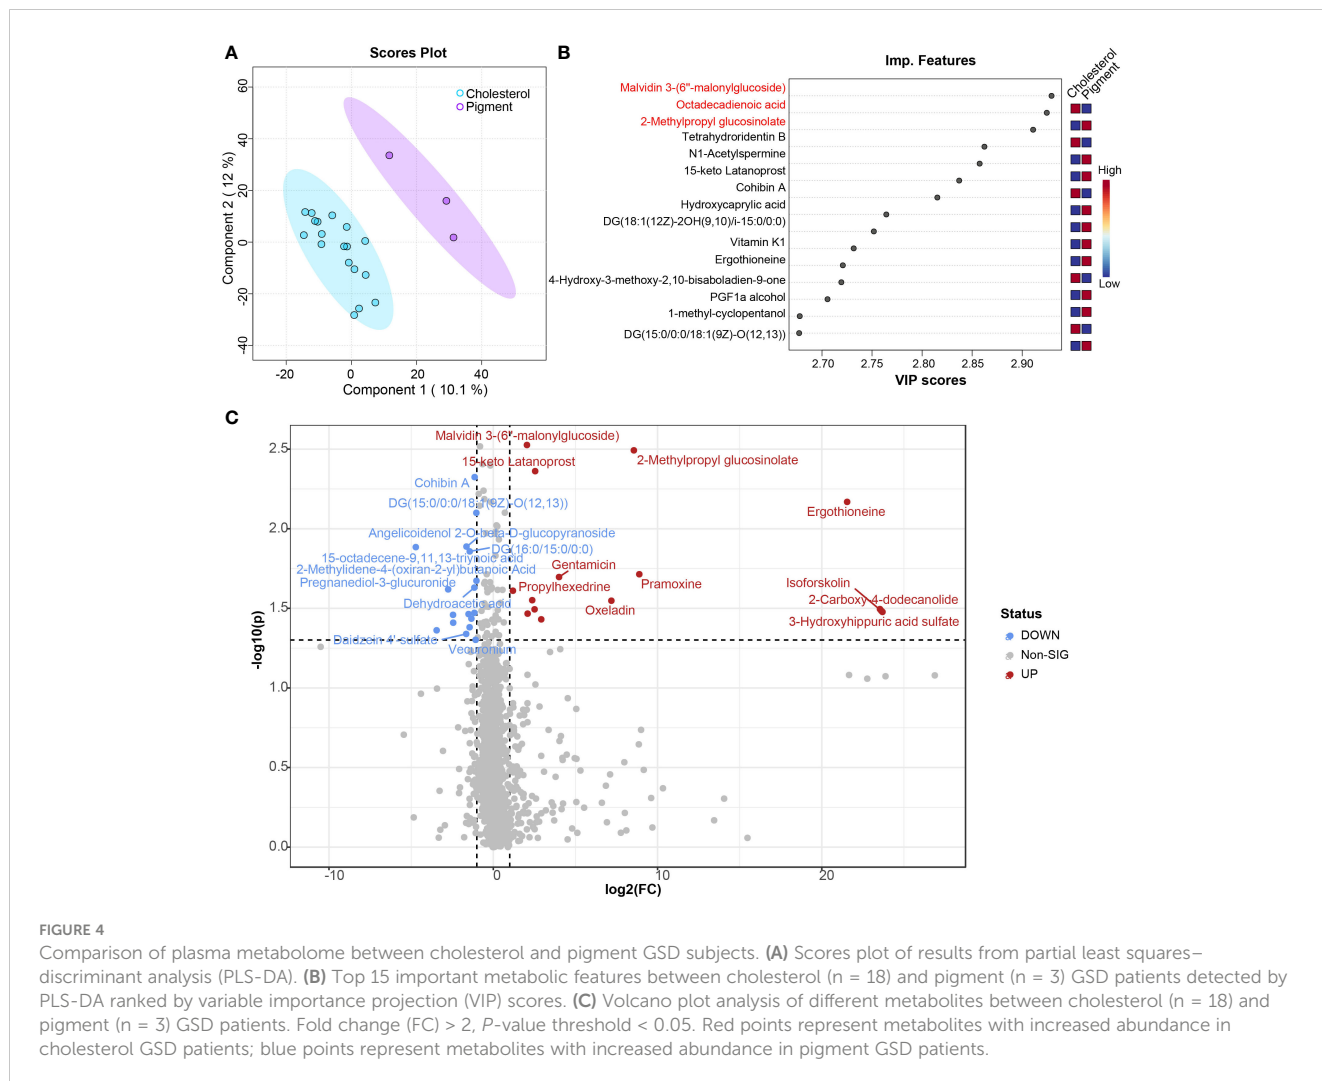 A
Scores Plot
Cholesterol
Pigment
60
40
20
0
-20
-40
Component 2 ( 12 %)
-20
0
20
40
Component 1 ( 10.1 %)
B
Imp. Features
Cholesterol
Pigment
Malvidin 3-(6"-malonylglucoside)
Octadecadienoic acid
2-Methylpropyl glucosinolate
Tetrahydroridentin B
N1-Acetylspermine
15-keto Latanoprost
Cohibin A
Hydroxycaprylic acid
DG(18:1(12Z)-2OH(9,10)/i-15:0/0:0)
Vitamin K1
Ergothioneine
4-Hydroxy-3-methoxy-2,10-bisaboladien-9-one
PGF1a alcohol
1-methyl-cyclopentanol
DG(15:0/0:0/18:1(9Z)-O(12,13))
High
Low
2.70
2.75
2.80
2.85
2.90
VIP scores
C
2.5
2.0
1.5
1.0
0.5
0.0
-log10(p)
Malvidin 3-(6"-malonylglucoside)
2-Methylpropyl glucosinolate
15-keto Latanoprost
Cohibin A
DG(15:0/0:0/18:1(9Z)-O(12,13))
Ergothioneine
Angelicoidenol 2-O-beta-D-glucopyranoside
DG(16:0/15:0/0:0)
15-octadecene-9,11,13-triynoic acid
Gentamicin
2-Methylidene-4-(oxiran-2-yl)butanoic Acid
Pregnanediol-3-glucuronide
Propylhexedrine
Pramoxine
Isoforskolin
2-Carboxy-4-dodecanolide
Dehydroacetic acid
Oxeladin
3-Hydroxyhippuric acid sulfate
Daidzein 4'-sulfate
Vecuronium
-10
0
10
20
log2(FC)
Status
DOWN
Non-SIG
UP
FIGURE 4
Comparison of plasma metabolome between cholesterol and pigment GSD subjects. (A) Scores plot of results from partial least squares–
discriminant analysis (PLS-DA). (B) Top 15 important metabolic features between cholesterol (n = 18) and pigment (n = 3) GSD patients detected by
PLS-DA ranked by variable importance projection (VIP) scores. (C) Volcano plot analysis of different metabolites between cholesterol (n = 18) and
pigment (n = 3) GSD patients. Fold change (FC) > 2, P-value threshold < 0.05. Red points represent metabolites with increased abundance in
cholesterol GSD patients; blue points represent metabolites with increased abundance in pigment GSD patients.